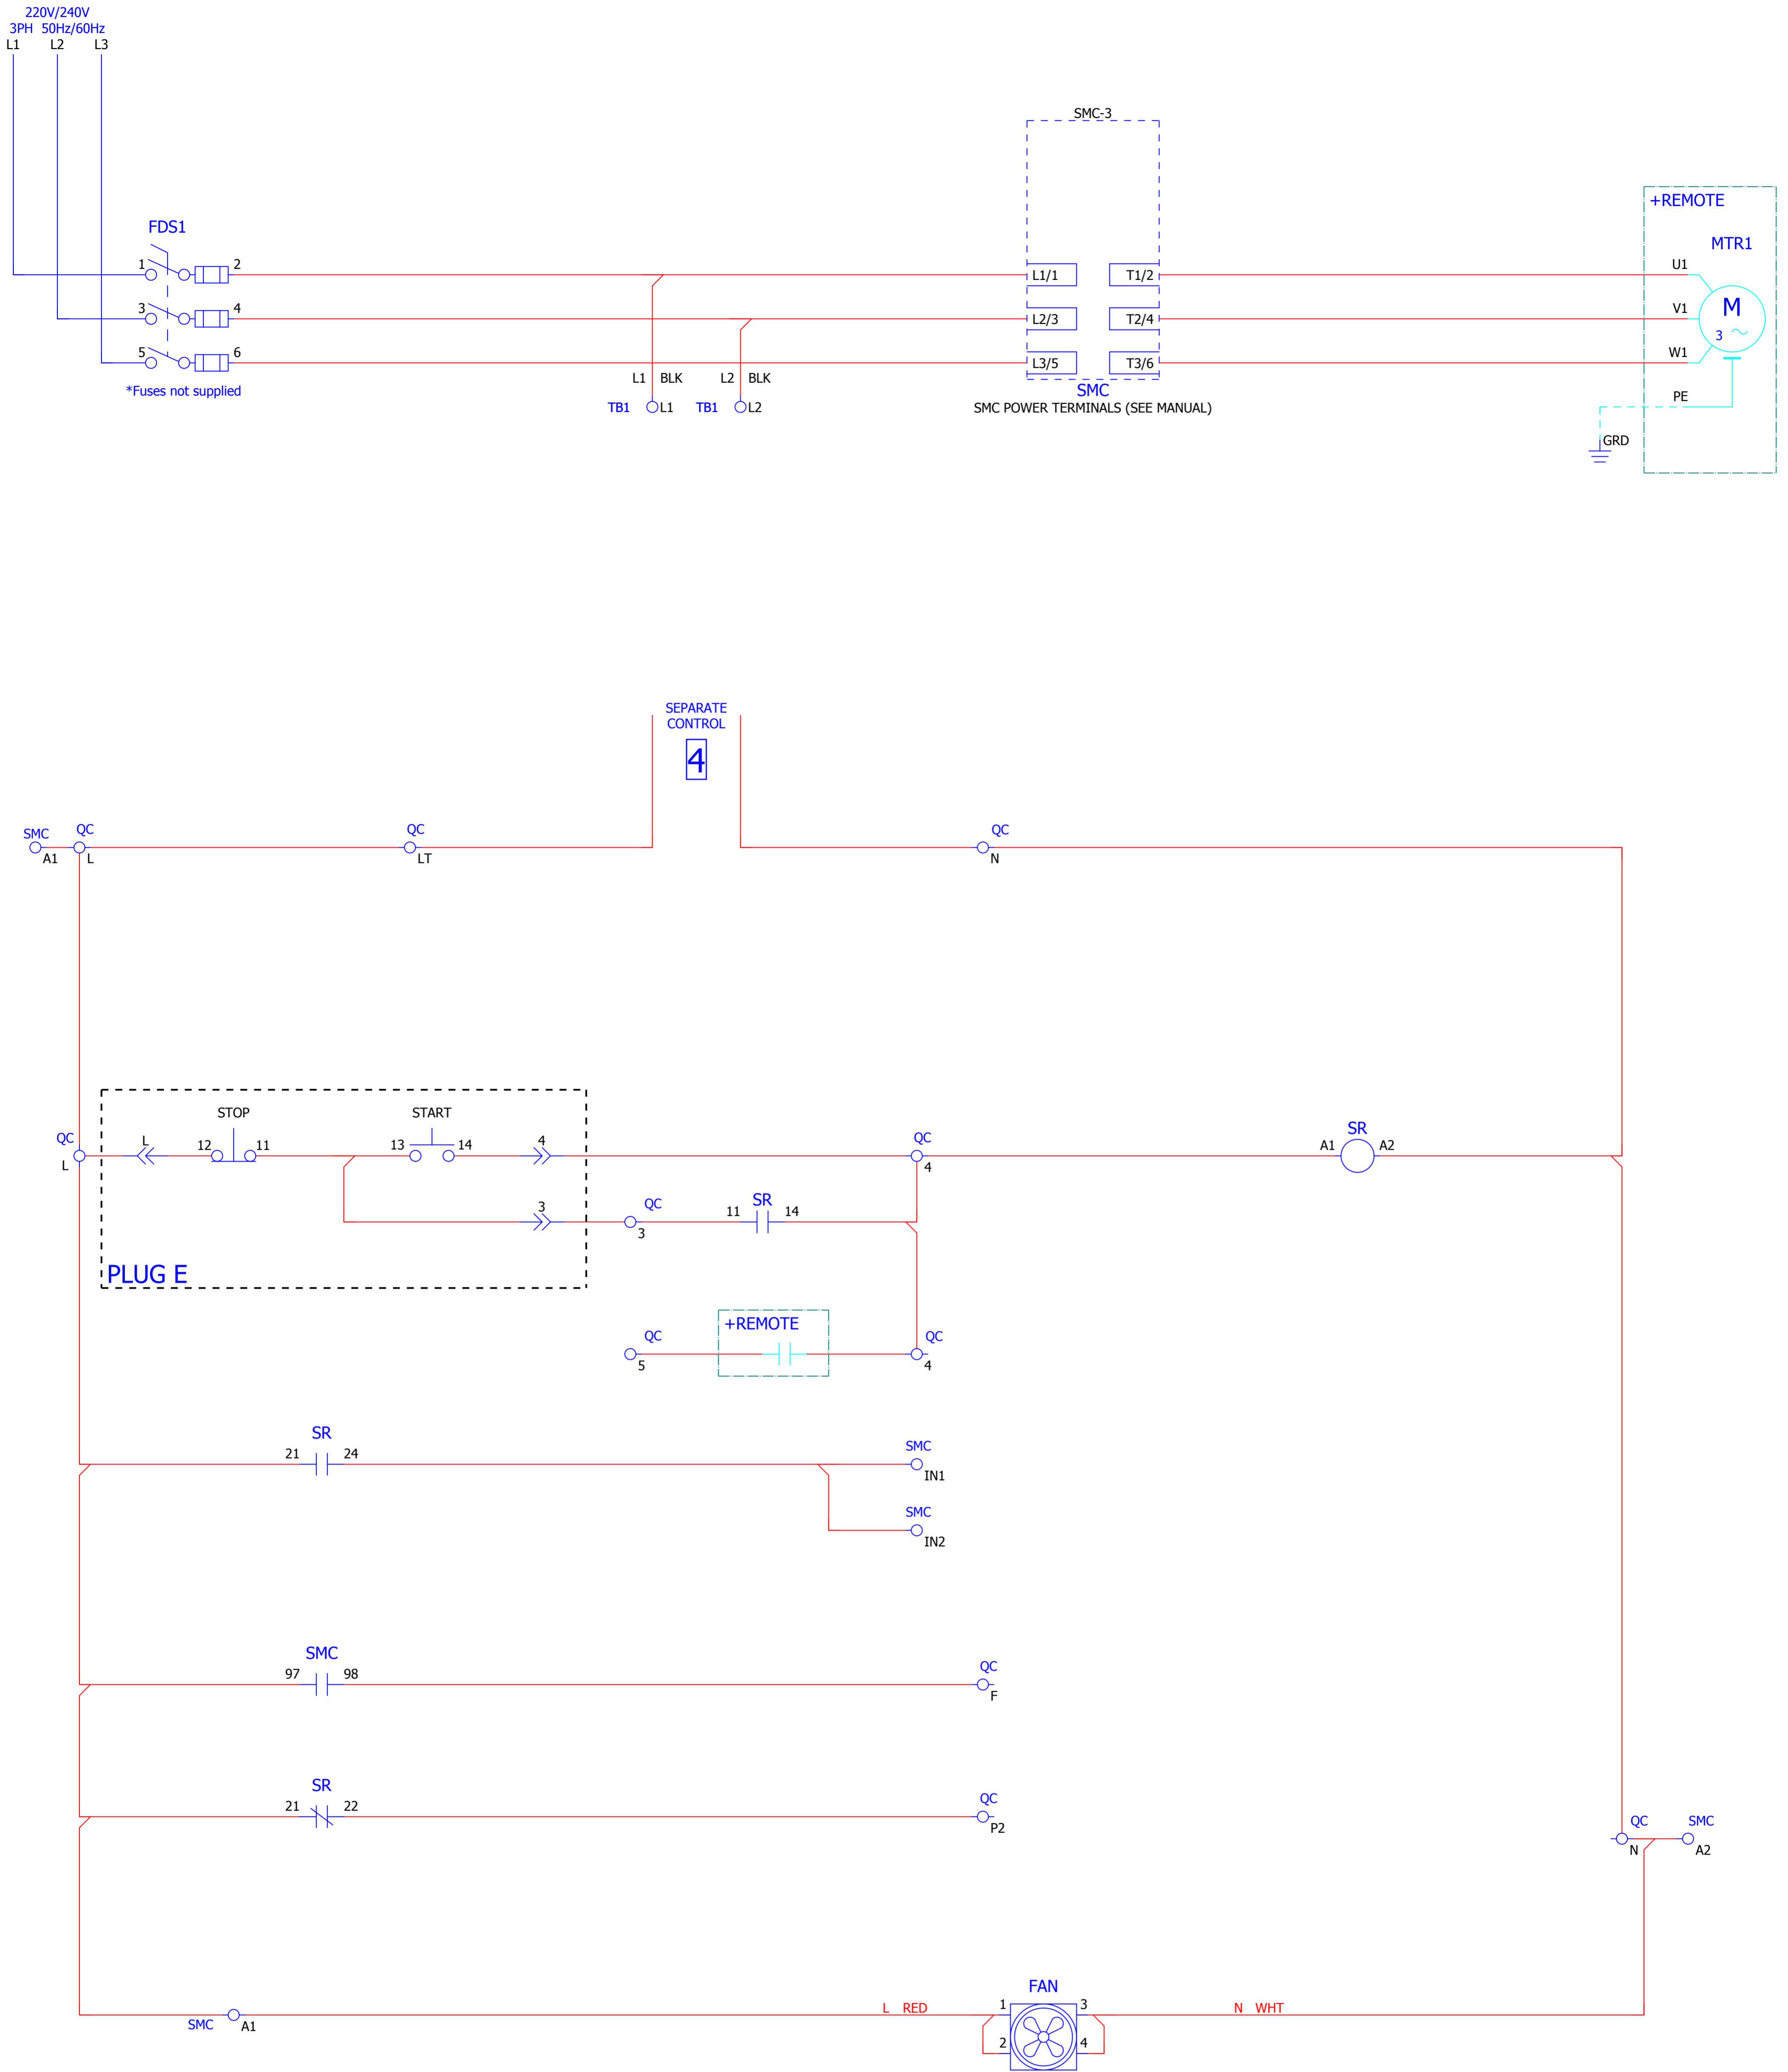 220V/240V
3PH 50Hz/60Hz
L1 L2 L3
SMC-3
+REMOTE
FDS1
MTR1
1 2
L1/1 T1/2
U1
3 4
L2/3 T2/4
V1
M
3
5 6
L3/5 T3/6
W1
*Fuses not supplied
L1 BLK
L2 BLK
SMC
PE
TB1 L1
TB1 L2
SMC POWER TERMINALS (SEE MANUAL)
GRD
SEPARATE
CONTROL
4
SMC
A1
QC
L
QC
LT
QC
N
STOP
START
QC
L
L
12 11
13 14
4
QC
4
SR
A1 A2
3
QC
3
SR
11 14
PLUG E
+REMOTE
QC
5
QC
4
SR
21 24
SMC
IN1
SMC
IN2
SMC
97 98
QC
F
SR
21 22
QC
P2
QC
N
SMC
A2
FAN
L RED
1 3
N WHT
SMC A1
2 4